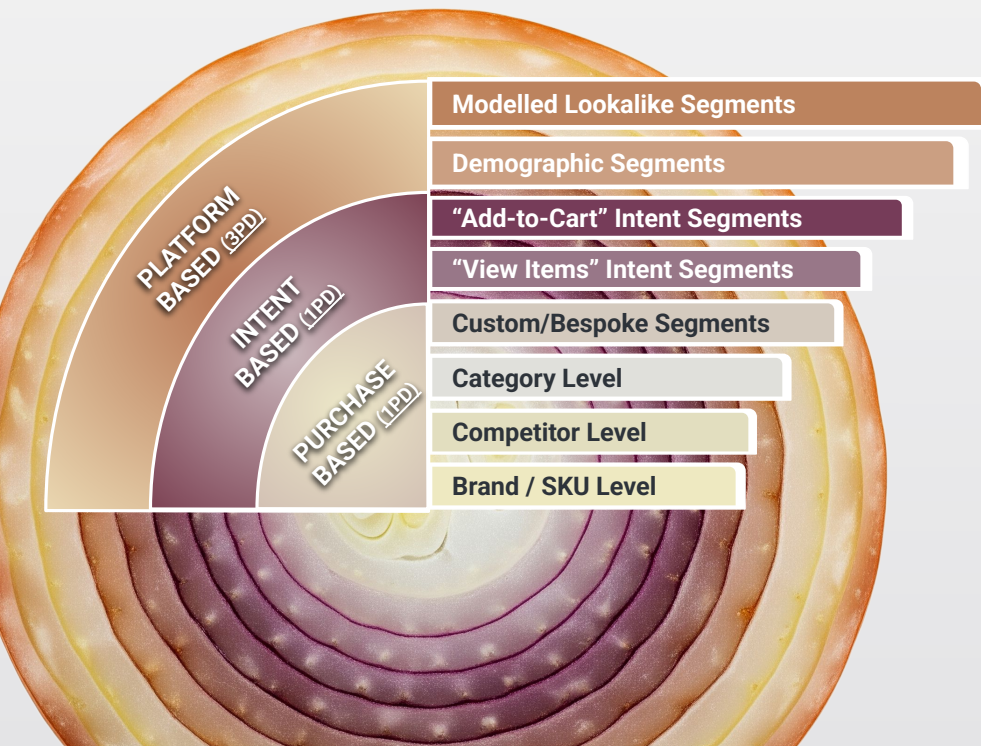 Modelled Lookalike Segments
Demographic Segments
“Add-to-Cart” Intent Segments
“View Items” Intent Segments
Custom/Bespoke Segments
Category Level
Competitor Level
Brand / SKU Level
PLATFORM
BASED (3PD)
INTENT
BASED (1PD)
PURCHASE
BASED (1PD)